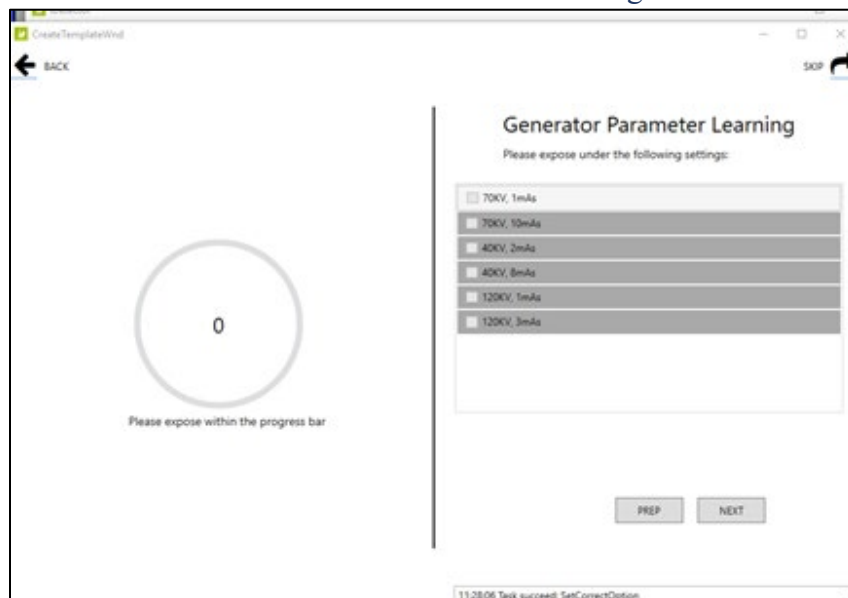 CreateTemplateWnd
BACK
SKIP
Generator Parameter Learning
Please expose under the following settings:
70KV, 1mAs
70KV, 10mAs
40KV, 2mAs
40KV, 8mAs
120KV, 1mAs
120KV, 3mAs
0
Please expose within the progress bar
PREP
NEXT
11:28:06 Task succeed: SetCorrectOption